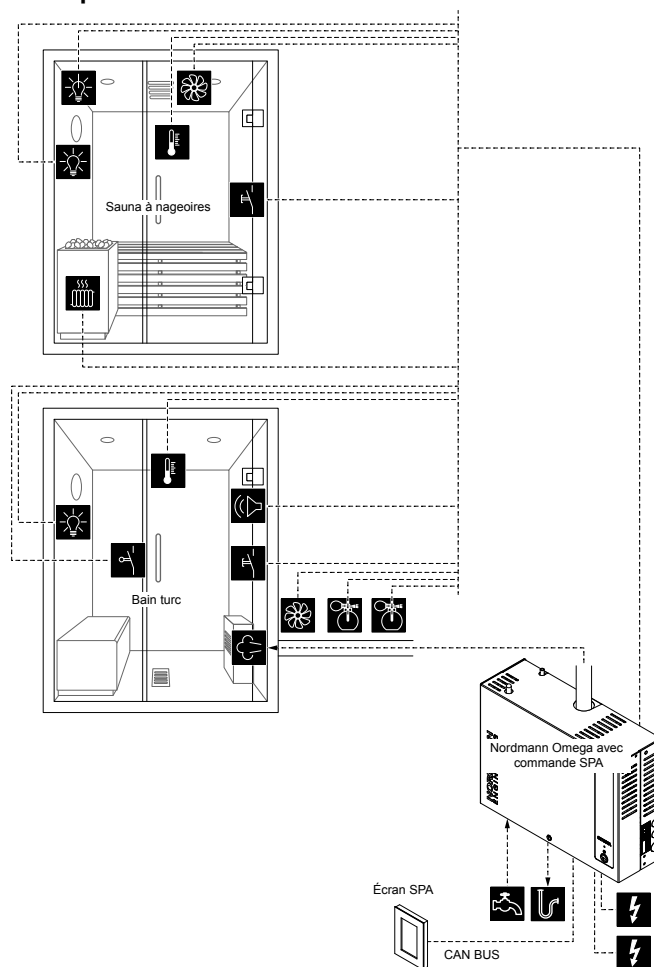 Sauna à nageoires
Bain turc
Nordmann Omega avec
commande SPA
Écran SPA
CAN BUS